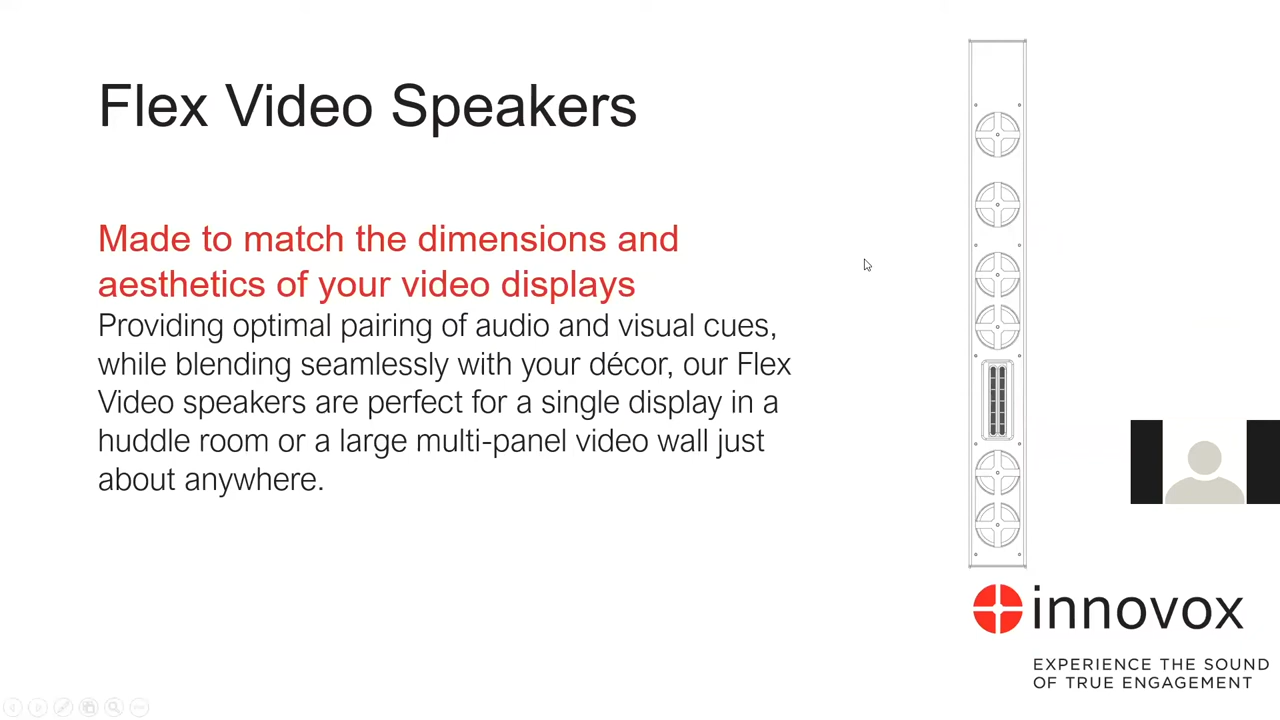 Flex Video Speakers
Made to match the dimensions and
aesthetics of your video displays
Providing optimal pairing of audio and visual cues,
while blending seamlessly with your décor, our Flex
Video speakers are perfect for a single display in a
huddle room or a large multi-panel video wall just
about anywhere.
innovox
EXPERIENCE THE SOUND
OF TRUE ENGAGEMENT